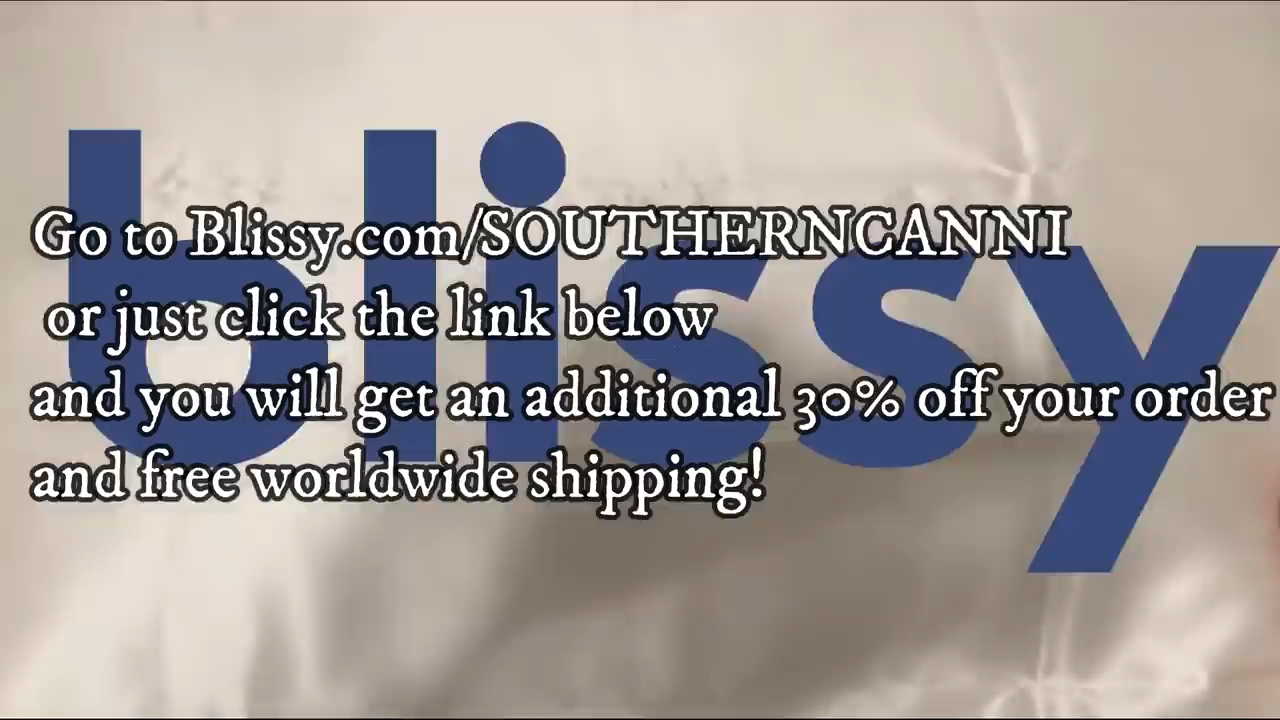 blissy
Go to Blissy.com/SOUTHERNCANNI
or just click the link below
and you will get an additional 30% off your order
and free worldwide shipping!